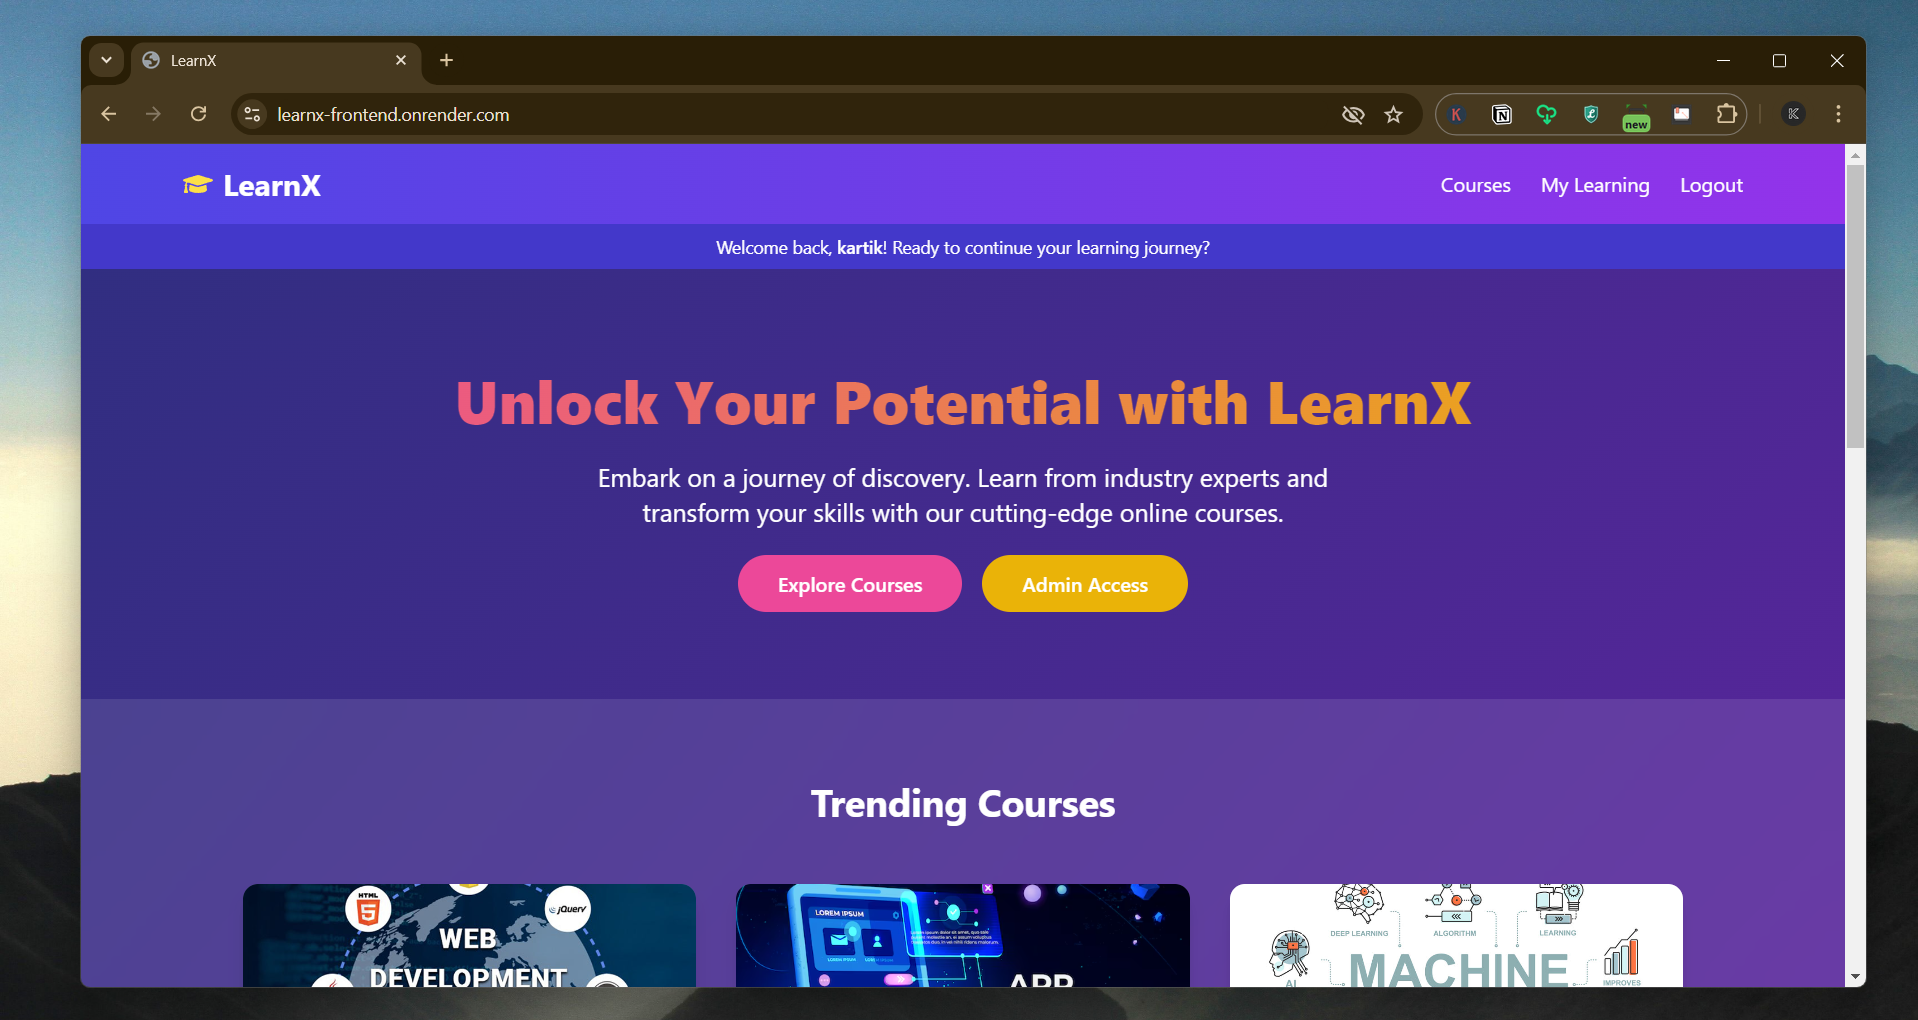 LearnX
learnx-frontend.onrender.com
K
new
K
LearnX
Courses
My Learning
Logout
Welcome back, kartik! Ready to continue your learning journey?
Unlock Your Potential with LearnX
Embark on a journey of discovery. Learn from industry experts and
transform your skills with our cutting-edge online courses.
Explore Courses
Admin Access
Trending Courses
HTML
5
jQuery
WEB
DEVELOPMENT
LOREM IPSUM
APP
DEEP LEARNING
ALGORITHM
LEARNING
MACHINE
AI
IMPROVES